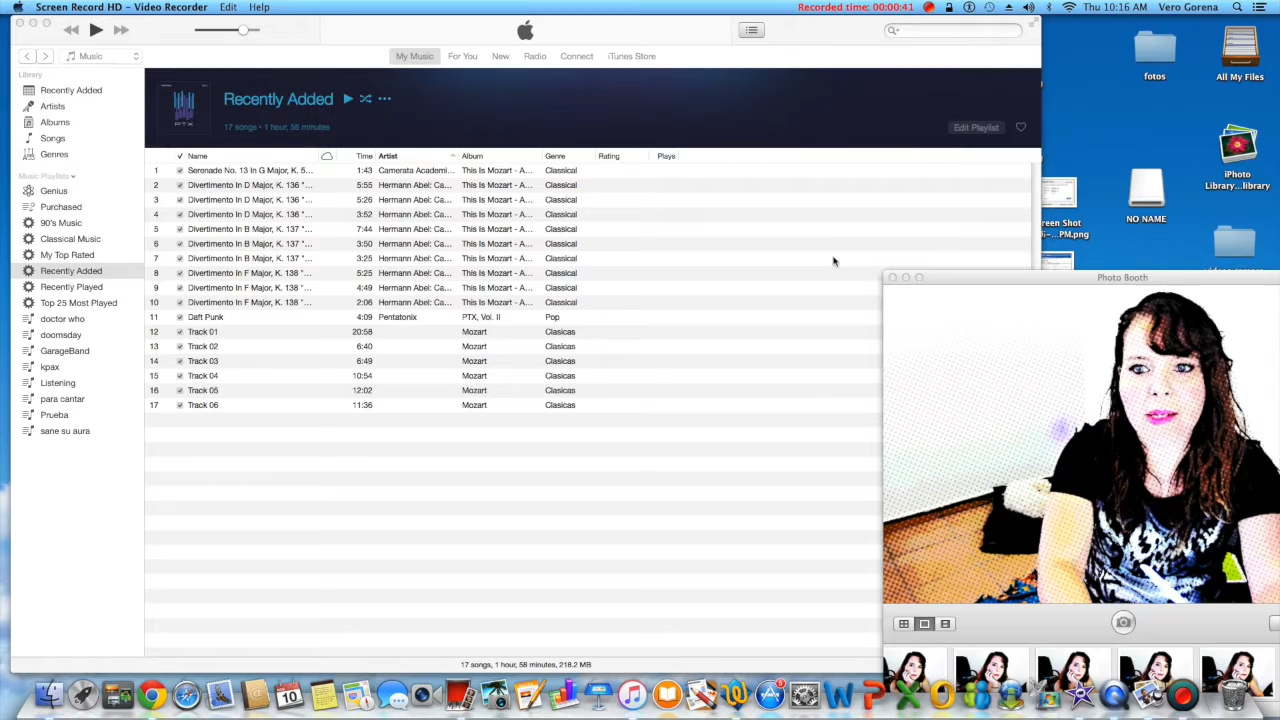 Screen Record HD - Video Recorder Edit Help Recorded time: 00:00:41 Thu 10:16 AM Vero Gorena
Music My Music For You New Radio Connect iTunes Store
Library
Recently Added
Artists
Albums
Songs
Genres
Music Playlists
Genius
Purchased
90's Music
Classical Music
My Top Rated
Recently Added
Recently Played
Top 25 Most Played
doctor who
doomsday
GarageBand
kpax
Listening
para cantar
Prueba
sane su aura
PTX
Recently Added
17 songs • 1 hour, 58 minutes
Edit Playlist
Name Time Artist Album Genre Rating Plays
1 Serenade No. 13 In G Major, K. 5... 1:43 Camerata Academi... This Is Mozart - A... Classical
2 Divertimento In D Major, K. 136 "... 5:55 Hermann Abel: Ca... This Is Mozart - A... Classical
3 Divertimento In D Major, K. 136 "... 5:26 Hermann Abel: Ca... This Is Mozart - A... Classical
4 Divertimento In D Major, K. 136 "... 3:52 Hermann Abel: Ca... This Is Mozart - A... Classical
5 Divertimento In B Major, K. 137 "... 7:44 Hermann Abel: Ca... This Is Mozart - A... Classical
6 Divertimento In B Major, K. 137 "... 3:50 Hermann Abel: Ca... This Is Mozart - A... Classical
7 Divertimento In B Major, K. 137 "... 3:25 Hermann Abel: Ca... This Is Mozart - A... Classical
8 Divertimento In F Major, K. 138 "... 5:25 Hermann Abel: Ca... This Is Mozart - A... Classical
9 Divertimento In F Major, K. 138 "... 4:49 Hermann Abel: Ca... This Is Mozart - A... Classical
10 Divertimento In F Major, K. 138 "... 2:06 Hermann Abel: Ca... This Is Mozart - A... Classical
11 Daft Punk 4:09 Pentatonix PTX, Vol. II Pop
12 Track 01 20:58 Mozart Clasicas
13 Track 02 6:40 Mozart Clasicas
14 Track 03 6:49 Mozart Clasicas
15 Track 04 10:54 Mozart Clasicas
16 Track 05 12:02 Mozart Clasicas
17 Track 06 11:36 Mozart Clasicas
17 songs, 1 hour, 58 minutes, 218.2 MB
fotos
All My Files
NO NAME
iPhoto
Library...library
creen Shot
...PM.png
Photo Booth
10